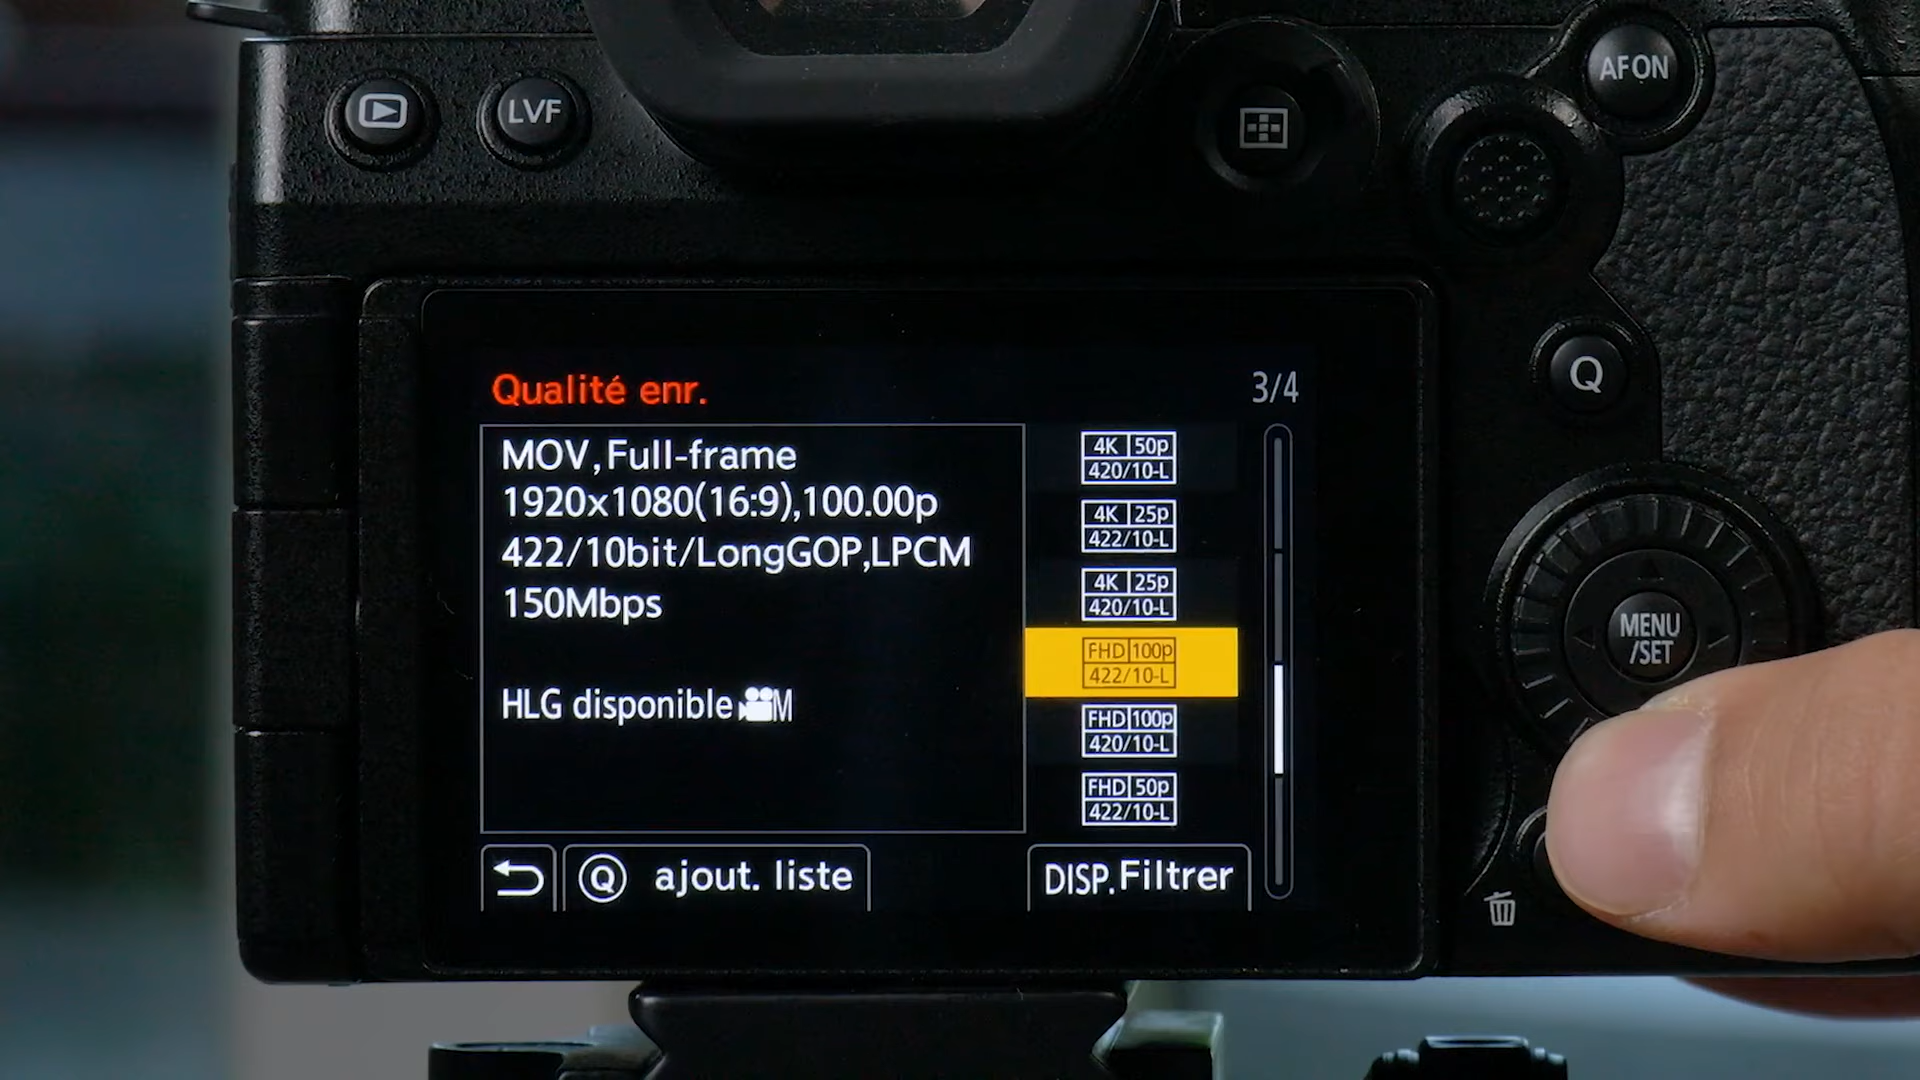 LVF
AF ON
Q
Qualité enr.
3/4
MOV,Full-frame
1920x1080(16:9),100.00p
422/10bit/LongGOP,LPCM
150Mbps
HLG disponible M
4K 50p
420/10-L
4K 25p
422/10-L
4K 25p
420/10-L
FHD 100p
422/10-L
FHD 100p
420/10-L
FHD 50p
422/10-L
MENU
/SET
Q ajout. liste
DISP.Filtrer